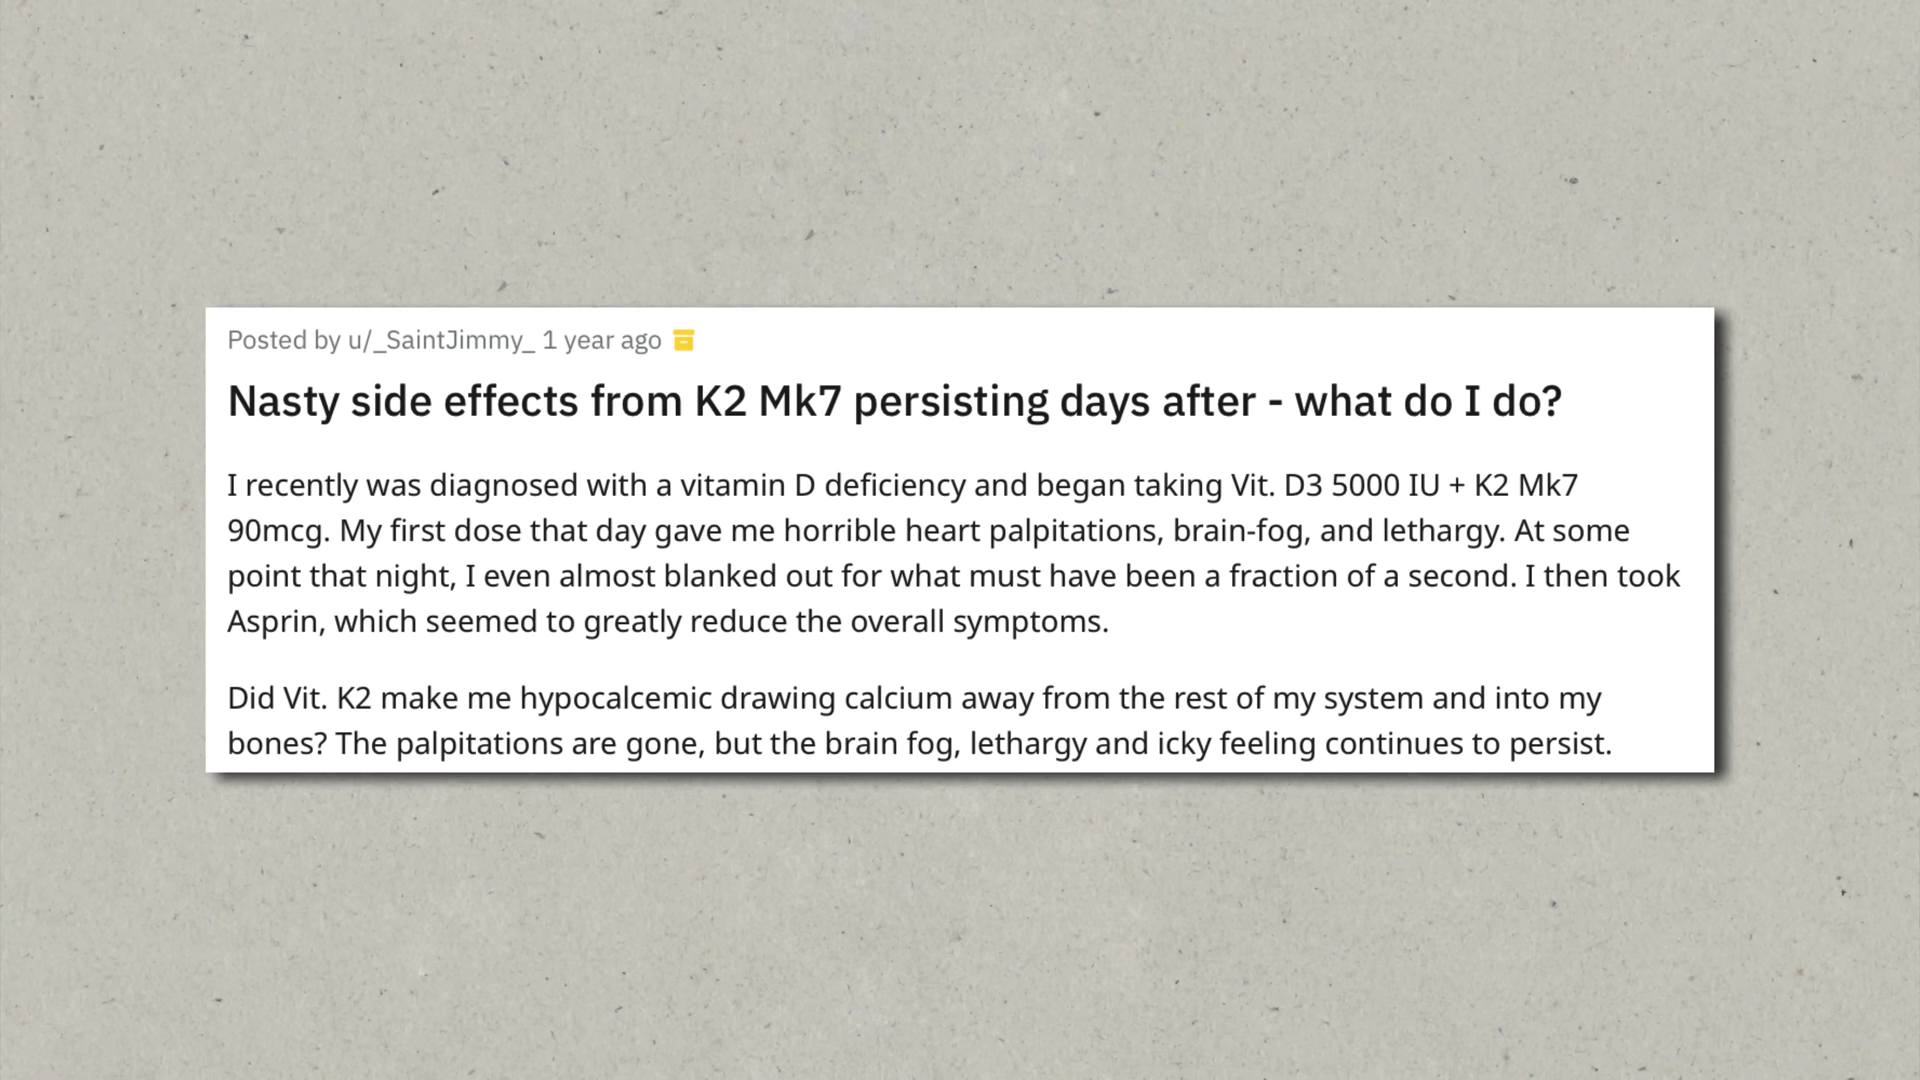 Posted by u/_SaintJimmy_ 1 year ago
Nasty side effects from K2 Mk7 persisting days after - what do I do?
I recently was diagnosed with a vitamin D deficiency and began taking Vit. D3 5000 IU + K2 Mk7
90mcg. My first dose that day gave me horrible heart palpitations, brain-fog, and lethargy. At some
point that night, I even almost blanked out for what must have been a fraction of a second. I then took
Asprin, which seemed to greatly reduce the overall symptoms.
Did Vit. K2 make me hypocalcemic drawing calcium away from the rest of my system and into my
bones? The palpitations are gone, but the brain fog, lethargy and icky feeling continues to persist.